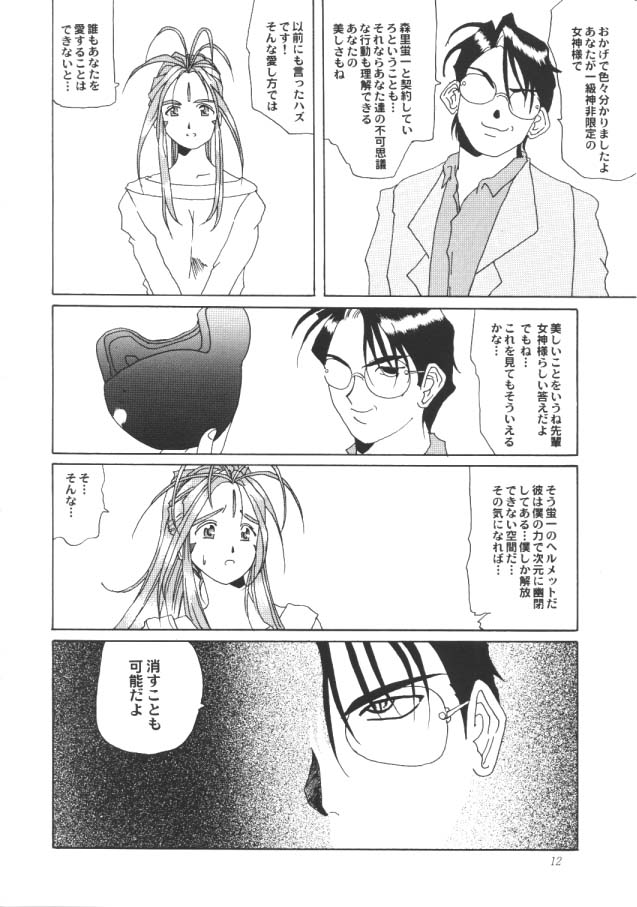 おかげで色々分かりましたよ
あなたが一級神非限定の
女神様で
森里蛍一と契約してい
ろということも…
それならあなた達の不可思議
な行動も理解できる
あなたの
美しさもね
以前にも言ったハズ
です!
そんな愛し方では
誰もあなたを
愛することは
できないと…
美しいことをいうね先輩
女神様らしい答えだよ
でもね…
これを見てもそういえる
かな…
そう蛍一のヘルメットだ
彼は僕の力で次元に幽閉
してある…僕しか解放
できない空間だ…
その気になれば…
そ…
そんな…
消すことも
可能だよ
12